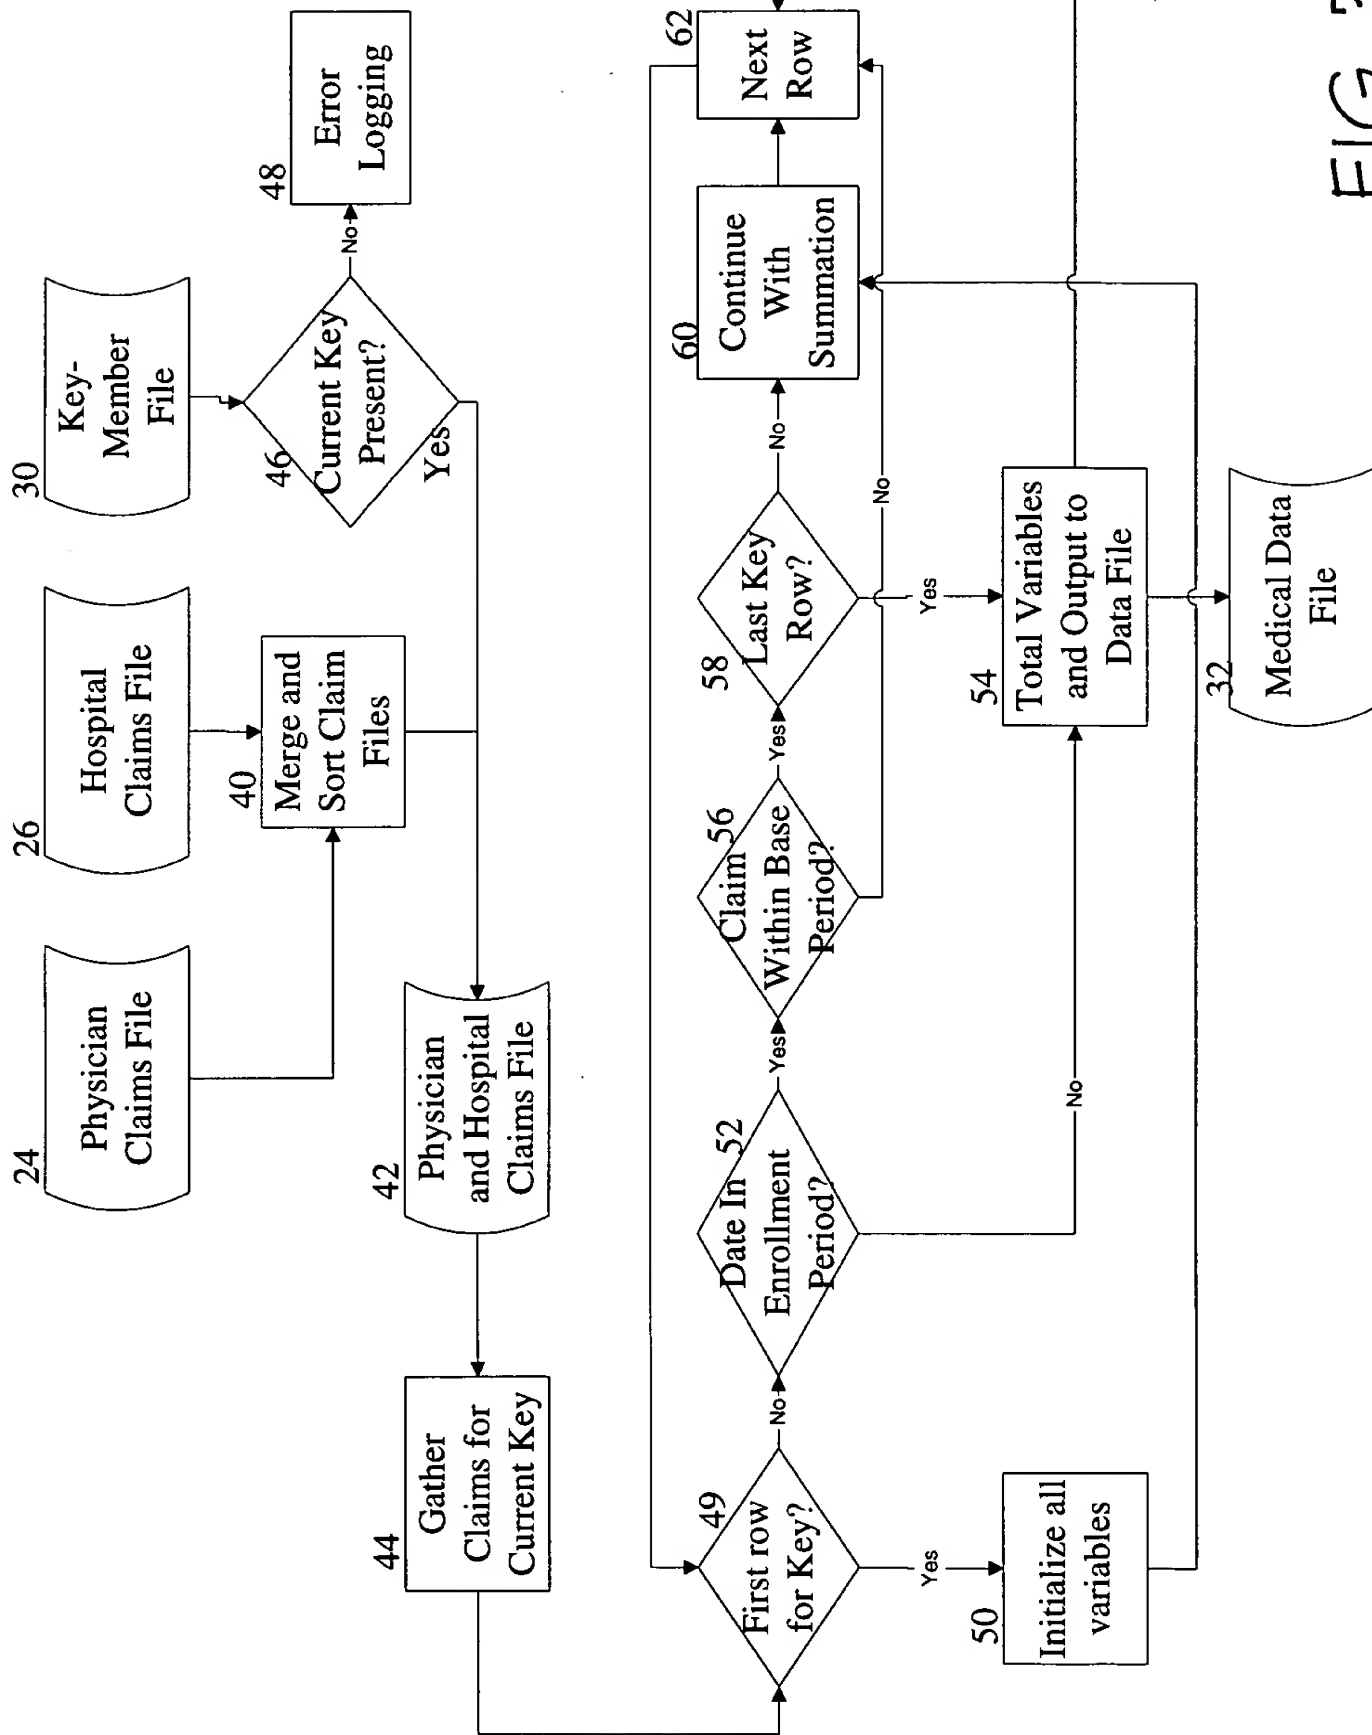 24
Physician
Claims File
26
Hospital
Claims File
30
Key-
Member
File
40
Merge and
Sort Claim
Files
46
Current Key
Present?
No
Yes
48
Error
Logging
42
Physician
and Hospital
Claims File
44
Gather
Claims for
Current Key
49
First row
for Key?
No
Yes
50
Initialize all
variables
52
Date In
Enrollment
Period?
Yes
No
56
Claim
Within Base
Period?
Yes
No
58
Last Key
Row?
No
Yes
60
Continue
With
Summation
62
Next
Row
54
Total Variables
and Output to
Data File
32
Medical Data
File
FIG